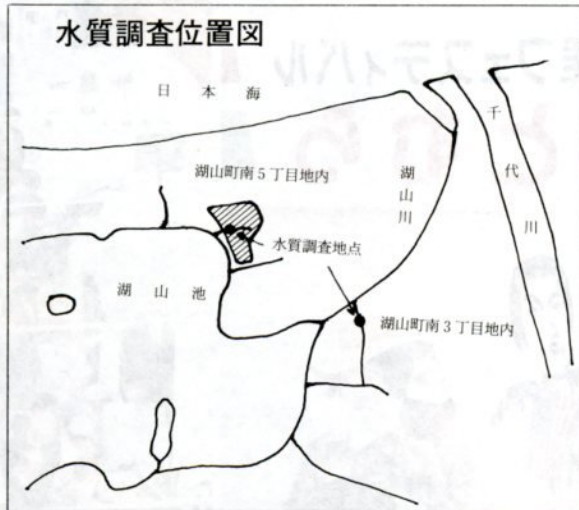 水質調査位置図
日本海
千代川
湖山町南5丁目地内
湖山川
水質調査地点
湖山池
湖山町南3丁目地内